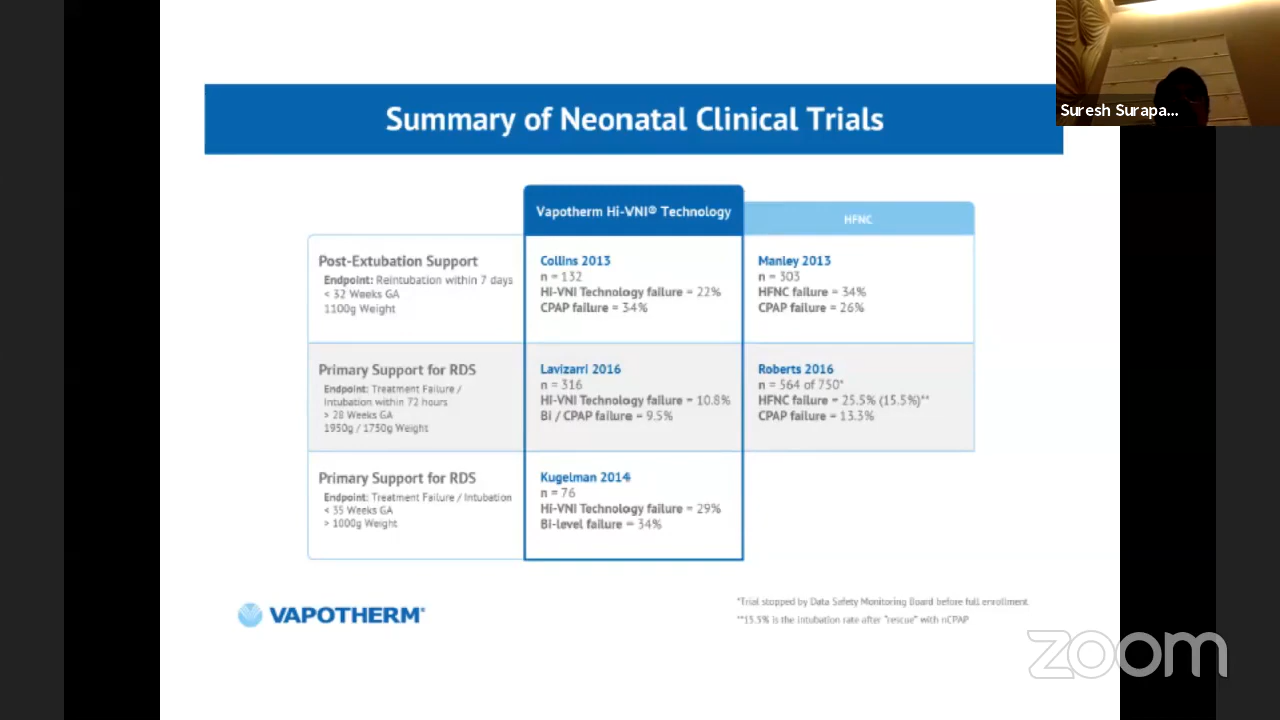 Suresh Surapa...
Summary of Neonatal Clinical Trials
Vapotherm Hi-VNI® Technology
HFNC
Post-Extubation Support
Endpoint: Reintubation within 7 days
< 32 Weeks GA
1100g Weight
Collins 2013
n = 132
Hi-VNI Technology failure = 22%
CPAP failure = 34%
Manley 2013
n = 303
HFNC failure = 34%
CPAP failure = 26%
Primary Support for RDS
Endpoint: Treatment Failure /
Intubation within 72 hours
> 28 Weeks GA
1950g / 1750g Weight
Lavizarri 2016
n = 316
Hi-VNI Technology failure = 10.8%
Bi / CPAP failure = 9.5%
Roberts 2016
n = 564 of 750*
HFNC failure = 25.5% (15.5%)**
CPAP failure = 13.3%
Primary Support for RDS
Endpoint: Treatment Failure / Intubation
< 35 Weeks GA
> 1000g Weight
Kugelman 2014
n = 76
Hi-VNI Technology failure = 29%
Bi-level failure = 34%
VAPOTHERM®
*Trial stopped by Data Safety Monitoring Board before full enrollment
**15.5% is the intubation rate after "rescue" with nCPAP
zoom